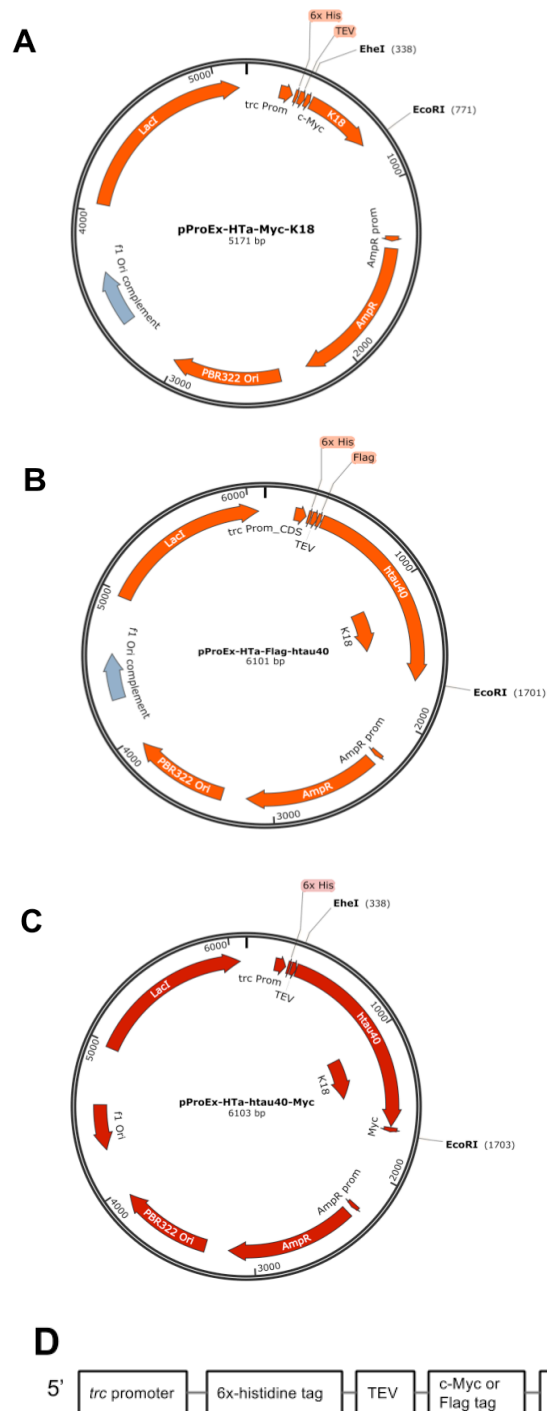 A
6x His
TEV
EheI (338)
trc Prom
c-Myc
K18
EcoRI (771)
5000
LacI
1000
4000
pProEx-HTa-Myc-K18
5171 bp
AmpR prom
f1 Ori complement
AmpR
2000
PBR322 Ori
3000
B
6x His
Flag
6000
trc Prom_CDS
TEV
LacI
1000
htau40
5000
K18
pProEx-HTa-Flag-htau40
6101 bp
f1 Ori complement
EcoRI (1701)
2000
AmpR prom
4000
PBR322 Ori
AmpR
3000
C
6x His
EheI (338)
6000
trc Prom
TEV
LacI
1000
htau40
5000
K18
pProEx-HTa-htau40-Myc
6103 bp
Myc
f1 Ori
EcoRI (1703)
2000
AmpR prom
4000
PBR322 Ori
AmpR
3000
D
5' trc promoter 6x-histidine tag TEV c-Myc or
Flag tag